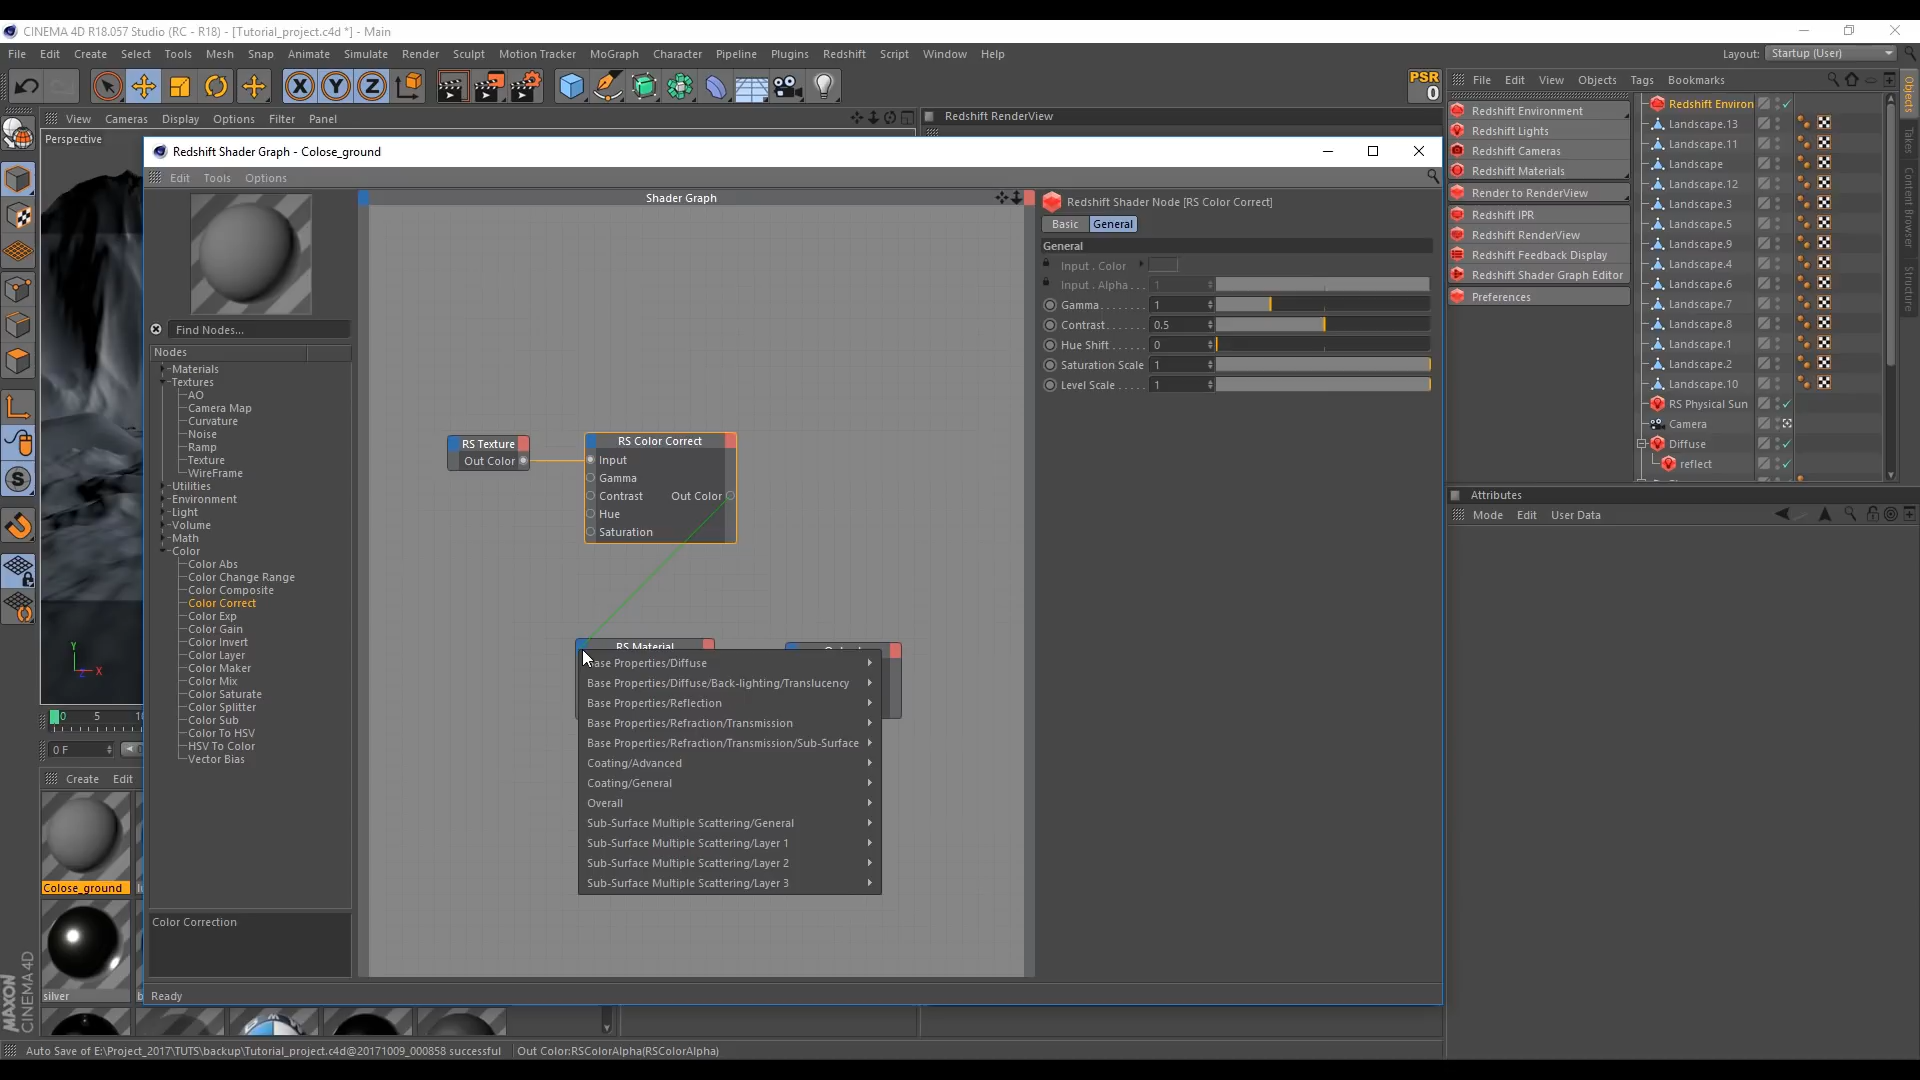 CINEMA 4D R18.057 Studio (RC - R18) - [Tutorial_project.c4d *] - Main
File Edit Create Select Tools Mesh Snap Animate Simulate Render Sculpt Motion Tracker MoGraph Character Pipeline Plugins Redshift Script Window Help
Layout: Startup (User)
X Y Z
PSR
0
File Edit View Objects Tags Bookmarks
View Cameras Display Options Filter Panel
Redshift RenderView
Perspective
Redshift Shader Graph - Colose_ground
Edit Tools Options
Shader Graph
Find Nodes...
Nodes
Materials
Textures
AO
Camera Map
Curvature
Noise
Ramp
Texture
WireFrame
Utilities
Environment
Light
Volume
Math
Color
Color Abs
Color Change Range
Color Composite
Color Correct
Color Exp
Color Gain
Color Invert
Color Layer
Color Maker
Color Mix
Color Saturate
Color Splitter
Color Sub
Color To HSV
HSV To Color
Vector Bias
Color Correction
Ready
RS Texture
Out Color
RS Color Correct
Input
Gamma
Contrast Out Color
Hue
Saturation
RS Material
Base Properties/Diffuse
Base Properties/Diffuse/Back-lighting/Translucency
Base Properties/Reflection
Base Properties/Refraction/Transmission
Base Properties/Refraction/Transmission/Sub-Surface
Coating/Advanced
Coating/General
Overall
Sub-Surface Multiple Scattering/General
Sub-Surface Multiple Scattering/Layer 1
Sub-Surface Multiple Scattering/Layer 2
Sub-Surface Multiple Scattering/Layer 3
Redshift Shader Node [RS Color Correct]
Basic General
General
Input . Color
Input . Alpha . . . 1
Gamma. . . . . . . . 1
Contrast. . . . . . . 0.5
Hue Shift . . . . . . 0
Saturation Scale 1
Level Scale. . . . . 1
Redshift Environment
Redshift Lights
Redshift Cameras
Redshift Materials
Render to RenderView
Redshift IPR
Redshift RenderView
Redshift Feedback Display
Redshift Shader Graph Editor
Preferences
Redshift Environ
Landscape.13
Landscape.11
Landscape
Landscape.12
Landscape.3
Landscape.5
Landscape.9
Landscape.4
Landscape.6
Landscape.7
Landscape.8
Landscape.1
Landscape.2
Landscape.10
RS Physical Sun
Camera
Diffuse
reflect
Objects
Takes
Content Browser
Structure
Attributes
Mode Edit User Data
Y
X
Z
0 5 10
0 F
Create Edit
Colose_ground
silver
MAXON
CINEMA 4D
Auto Save of E:\Project_2017\TUTS\backup\Tutorial_project.c4d@20171009_000858 successful
Out Color:RSColorAlpha(RSColorAlpha)